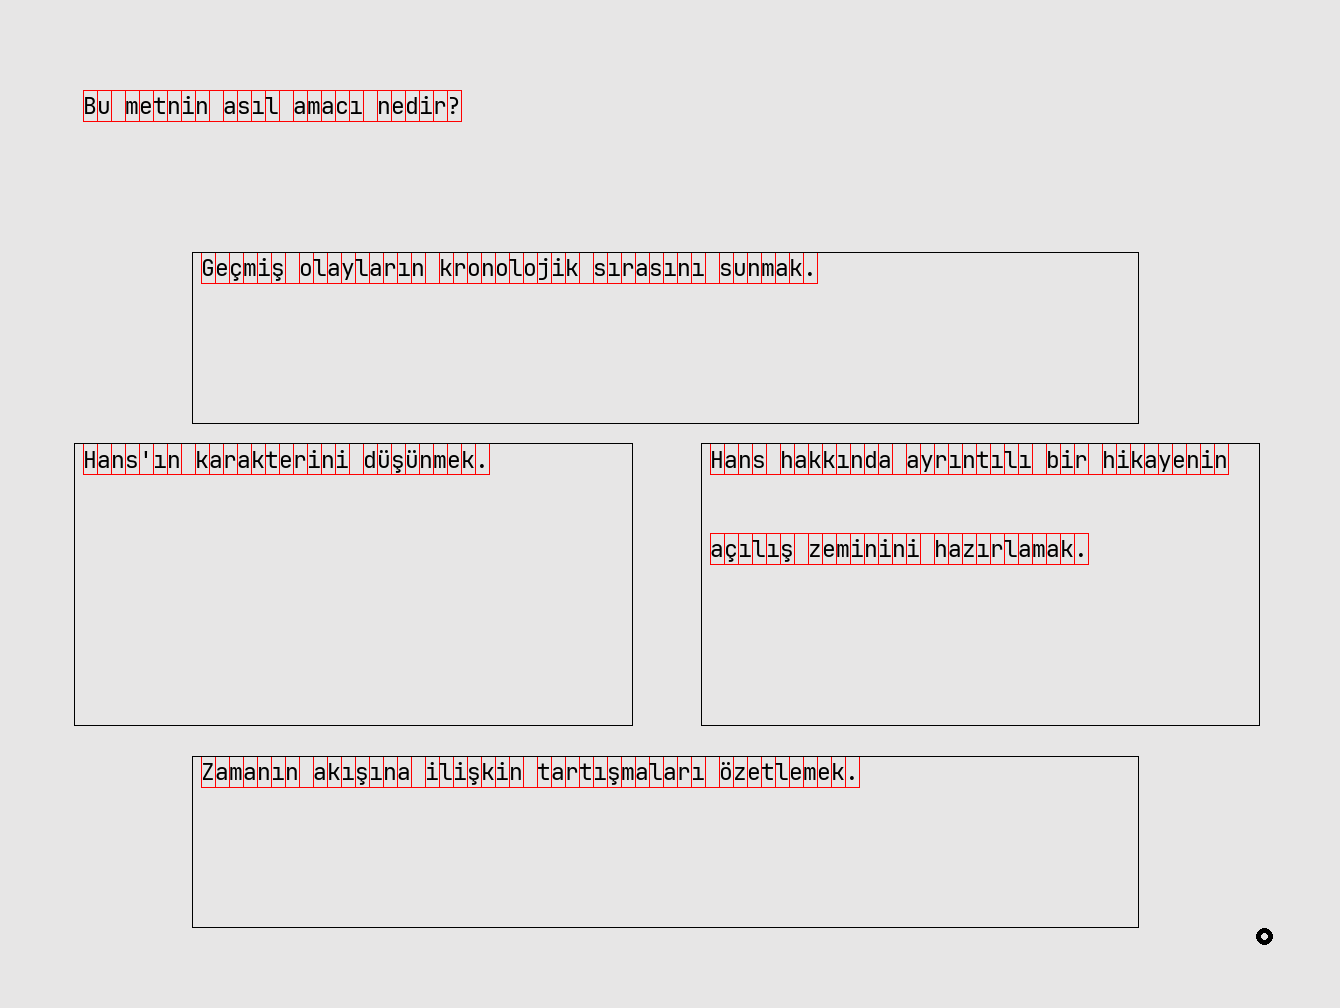 Bu metnin asıl amacı nedir?
Geçmiş olayların kronolojik sırasını sunmak.
Hans'ın karakterini düşünmek.
Hans hakkında ayrıntılı bir hikayenin
açılış zeminini hazırlamak.
Zamanın akışına ilişkin tartışmaları özetlemek.